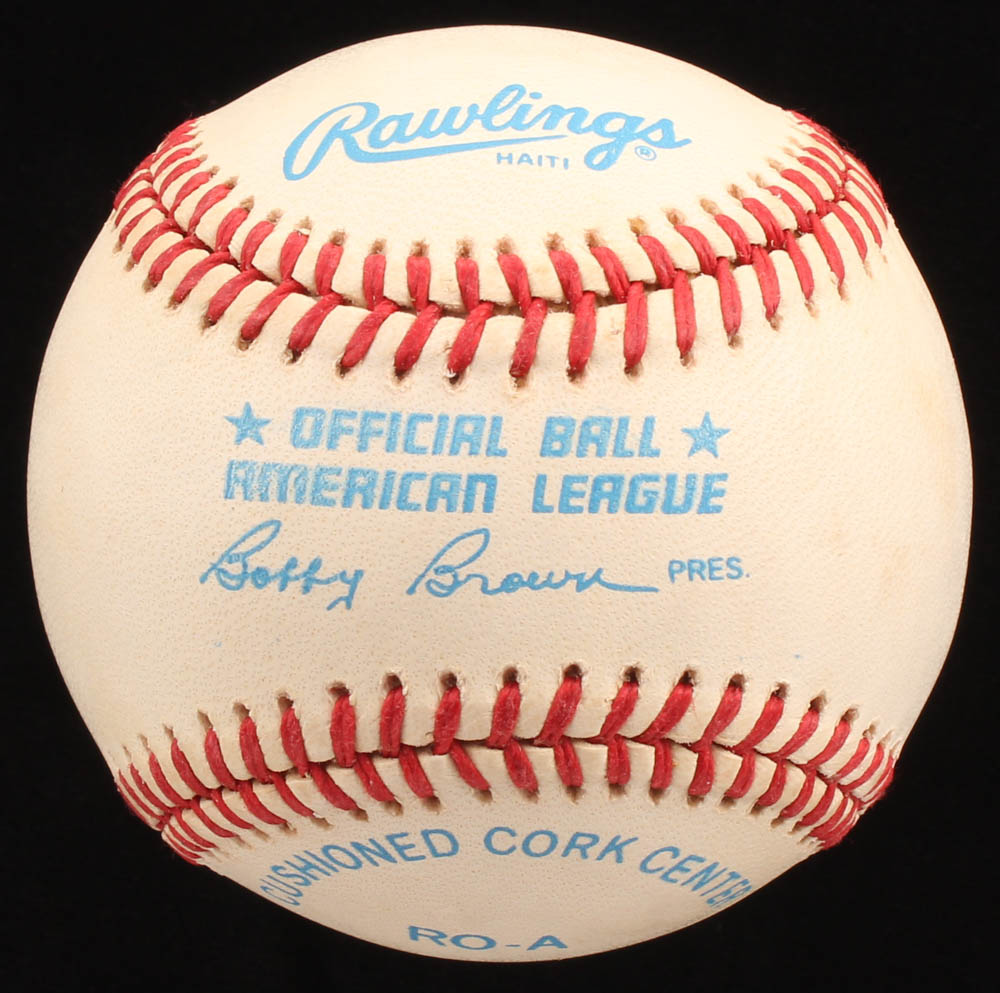 Rawlings®
HAITI
★ OFFICIAL BALL ★
AMERICAN LEAGUE
Bobby Brown PRES.
CUSHIONED CORK CENTER
RO-A